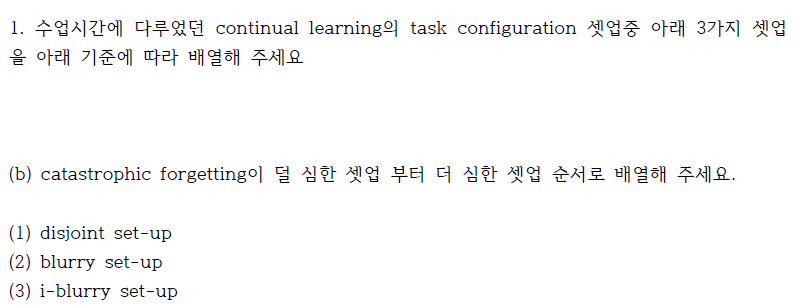 1. 수업시간에 다루었던 continual learning의 task configuration 셋업중 아래 3가지 셋업
을 아래 기준에 따라 배열해 주세요
(b) catastrophic forgetting이 덜 심한 셋업 부터 더 심한 셋업 순서로 배열해 주세요.
(1) disjoint set-up
(2) blurry set-up
(3) i-blurry set-up